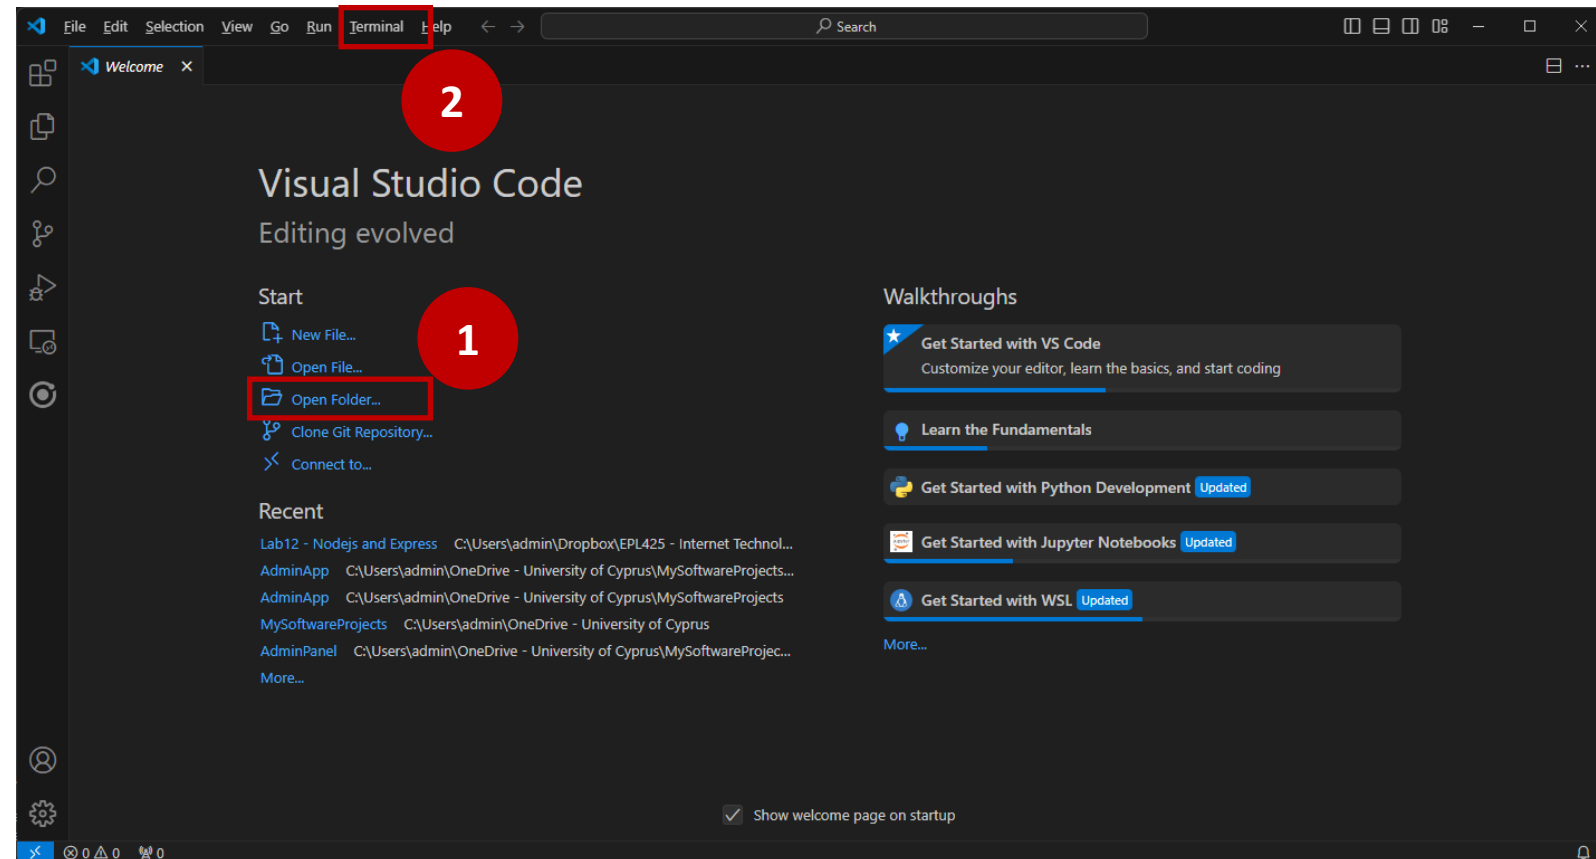 File Edit Selection View Go Run Terminal Help Search
Welcome
2
Visual Studio Code
Editing evolved
Start
1
New File...
Open File...
Open Folder...
Clone Git Repository...
Connect to...
Recent
Lab12 - Nodejs and Express C:\Users\admin\Dropbox\EPL425 - Internet Technol...
AdminApp C:\Users\admin\OneDrive - University of Cyprus\MySoftwareProjects...
AdminApp C:\Users\admin\OneDrive - University of Cyprus\MySoftwareProjects
MySoftwareProjects C:\Users\admin\OneDrive - University of Cyprus
AdminPanel C:\Users\admin\OneDrive - University of Cyprus\MySoftwareProjec...
More...
Walkthroughs
Get Started with VS Code
Customize your editor, learn the basics, and start coding
Learn the Fundamentals
Get Started with Python Development Updated
Get Started with Jupyter Notebooks Updated
Get Started with WSL Updated
More...
Show welcome page on startup
0 0 0